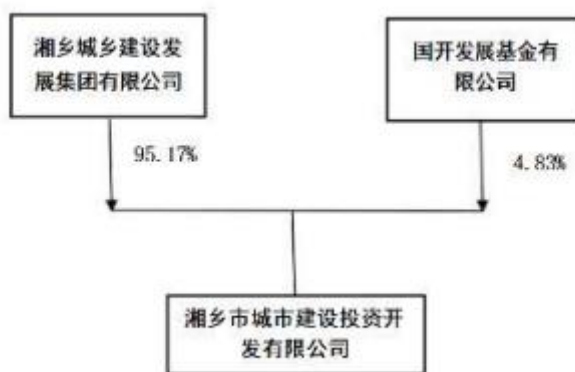 湘乡城乡建设发
展集团有限公司
国开发展基金有
限公司
95.17%
4.83%
湘乡市城市建设投资开
发有限公司